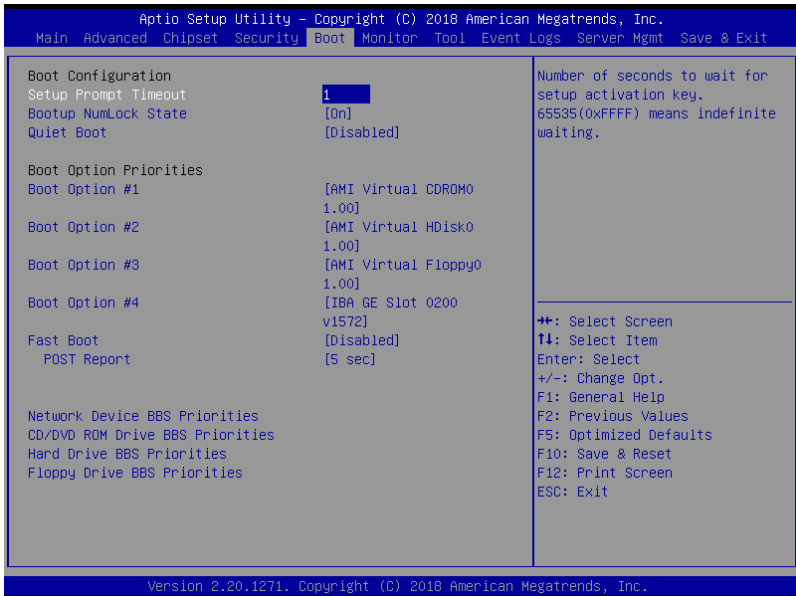 Aptio Setup Utility – Copyright (C) 2018 American Megatrends, Inc.
Main Advanced Chipset Security Boot Monitor Tool Event Logs Server Mgmt Save & Exit
Boot Configuration
Setup Prompt Timeout 1
Bootup NumLock State [On]
Quiet Boot [Disabled]
Boot Option Priorities
Boot Option #1 [AMI Virtual CDROM0
1.00]
Boot Option #2 [AMI Virtual HDisk0
1.00]
Boot Option #3 [AMI Virtual Floppy0
1.00]
Boot Option #4 [IBA GE Slot 0200
v1572]
Fast Boot [Disabled]
POST Report [5 sec]
Network Device BBS Priorities
CD/DVD ROM Drive BBS Priorities
Hard Drive BBS Priorities
Floppy Drive BBS Priorities
Number of seconds to wait for
setup activation key.
65535(0xFFFF) means indefinite
waiting.
→←: Select Screen
↑↓: Select Item
Enter: Select
+/-: Change Opt.
F1: General Help
F2: Previous Values
F5: Optimized Defaults
F10: Save & Reset
F12: Print Screen
ESC: Exit
Version 2.20.1271. Copyright (C) 2018 American Megatrends, Inc.